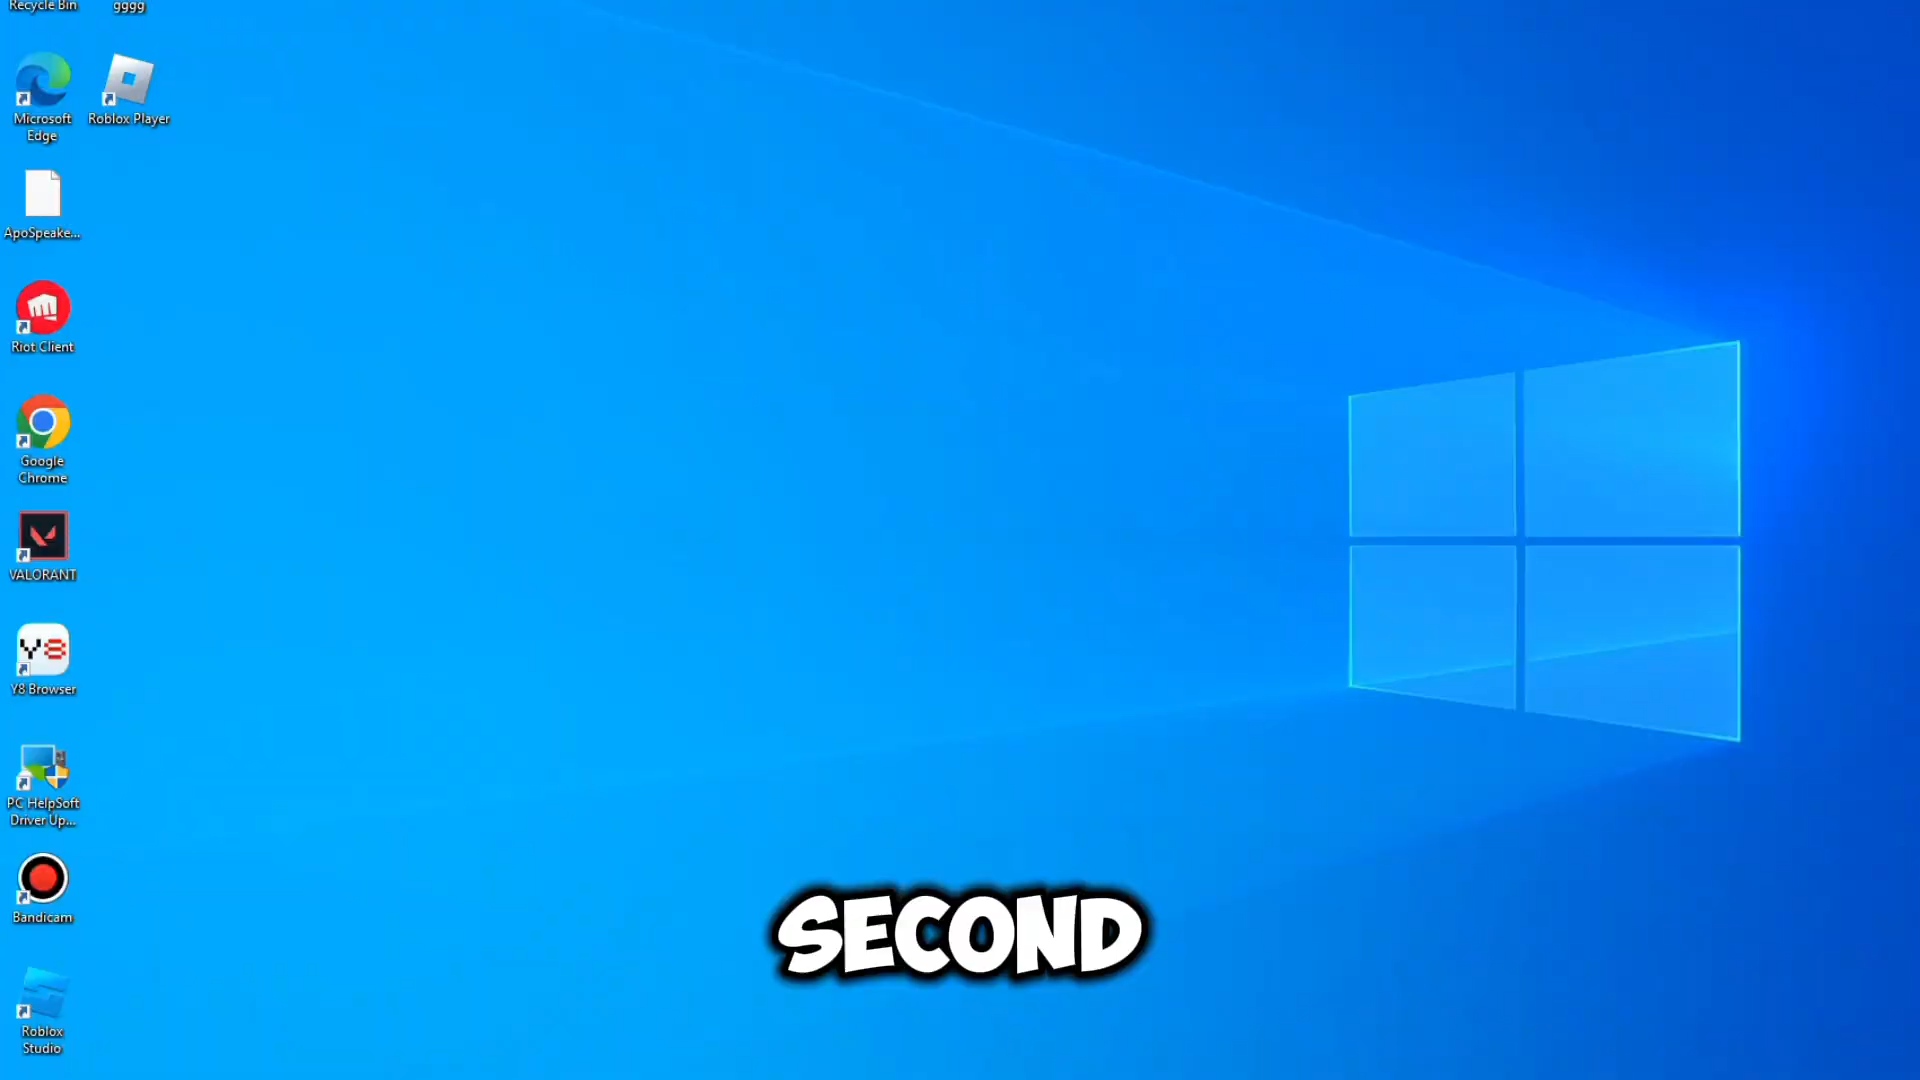 Recycle Bin
gggg
Microsoft
Edge
Roblox Player
ApoSpeake...
Riot Client
Google
Chrome
VALORANT
Y8
Y8 Browser
PC HelpSoft
Driver Up...
Bandicam
Roblox
Studio
SECOND